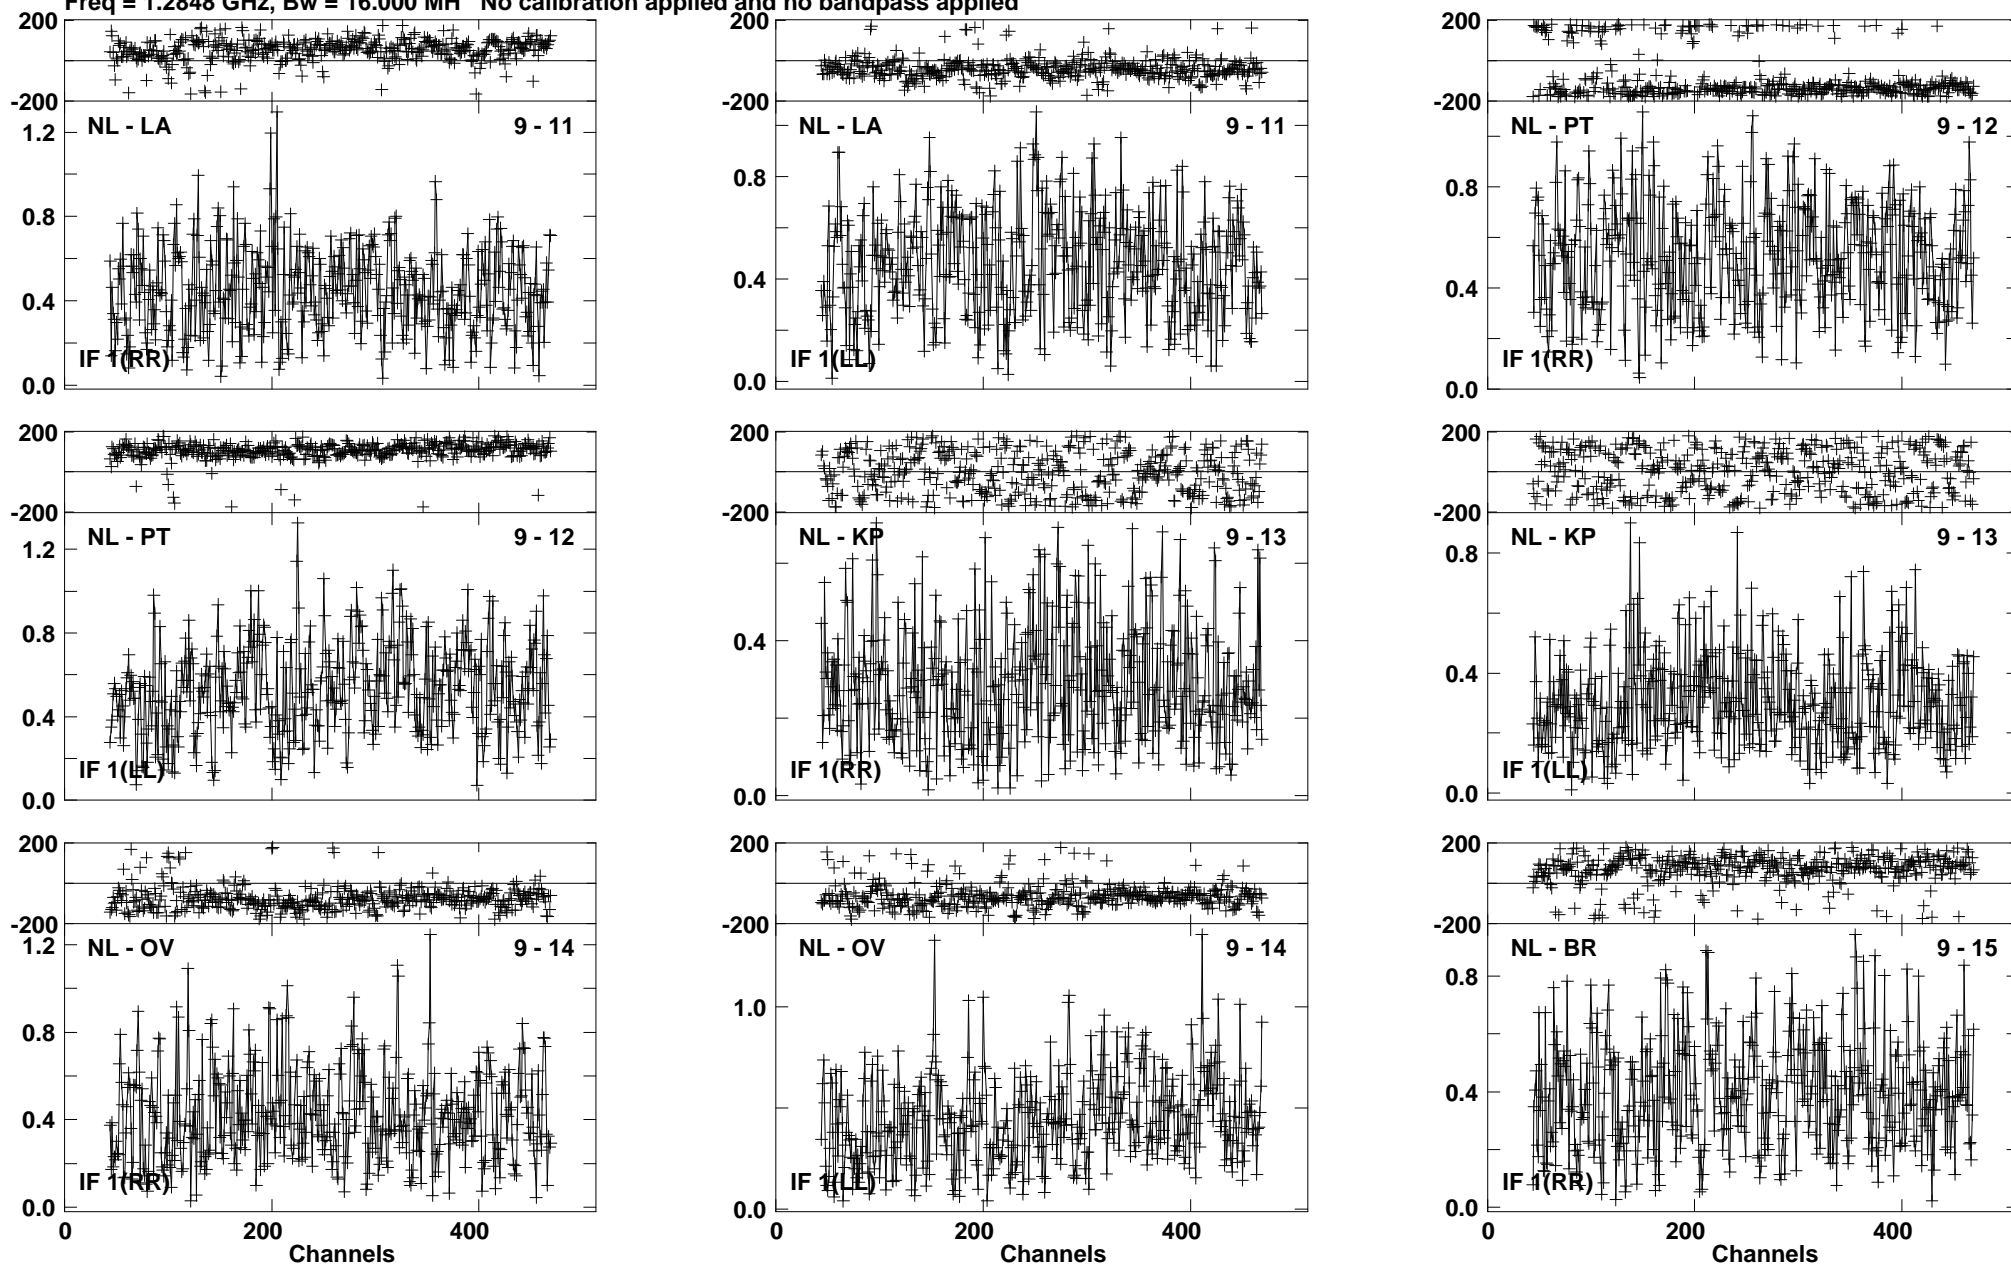 Freq = 1.2848 GHz, Bw = 16.000 MH No calibration applied and no bandpass applied
200
-200
1.2
0.8
0.4
0.0
NL - LA
9 - 11
IF 1(RR)
200
-200
0.8
0.4
0.0
NL - LA
9 - 11
IF 1(LL)
200
-200
0.8
0.4
0.0
NL - PT
9 - 12
IF 1(RR)
200
-200
1.2
0.8
0.4
0.0
NL - PT
9 - 12
IF 1(LL)
200
-200
0.4
0.0
NL - KP
9 - 13
IF 1(RR)
200
-200
0.8
0.4
0.0
NL - KP
9 - 13
IF 1(LL)
200
-200
1.2
0.8
0.4
0.0
NL - OV
9 - 14
IF 1(RR)
0 200 400
Channels
200
-200
1.0
0.0
NL - OV
9 - 14
IF 1(LL)
0 200 400
Channels
200
-200
0.8
0.4
0.0
NL - BR
9 - 15
IF 1(RR)
0 200 400
Channels